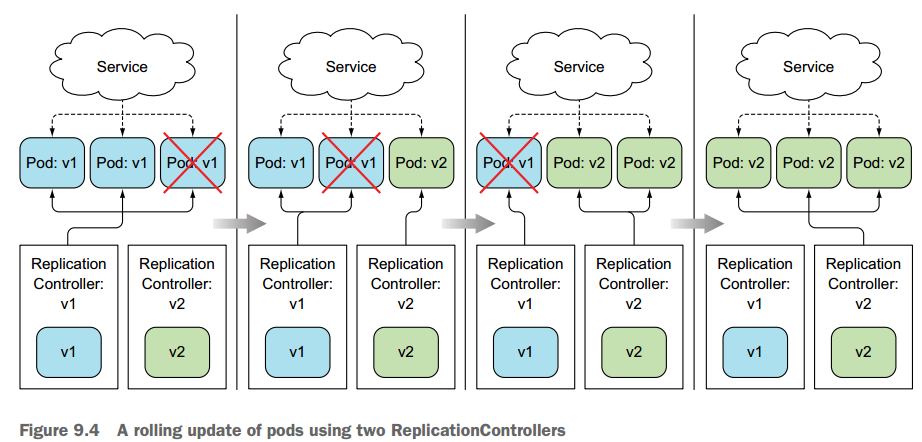 Service
Service
Service
Service
Pod: v1
Pod: v1
Pod: v1
Pod: v1
Pod: v1
Pod: v2
Pod: v1
Pod: v2
Pod: v2
Pod: v2
Pod: v2
Pod: v2
Replication
Controller:
v1
v1
Replication
Controller:
v2
v2
Replication
Controller:
v1
v1
Replication
Controller:
v2
v2
Replication
Controller:
v1
v1
Replication
Controller:
v2
v2
Replication
Controller:
v1
v1
Replication
Controller:
v2
v2
Figure 9.4 A rolling update of pods using two ReplicationControllers